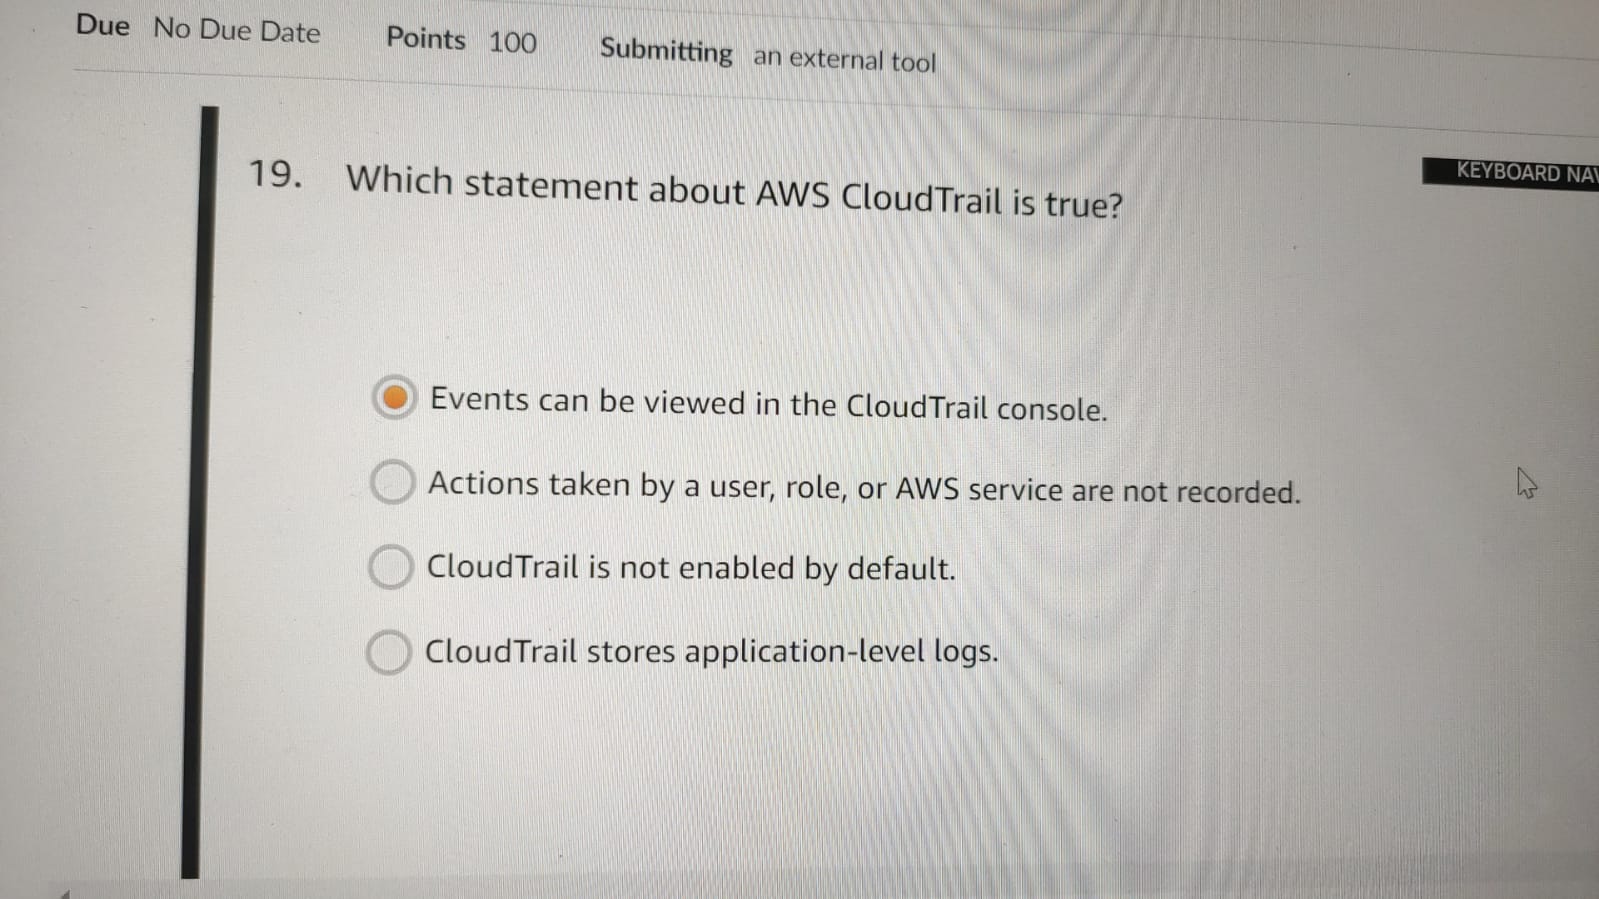 Due No Due Date Points 100 Submitting an external tool
KEYBOARD NAV
19. Which statement about AWS CloudTrail is true?
Events can be viewed in the CloudTrail console.
Actions taken by a user, role, or AWS service are not recorded.
CloudTrail is not enabled by default.
CloudTrail stores application-level logs.